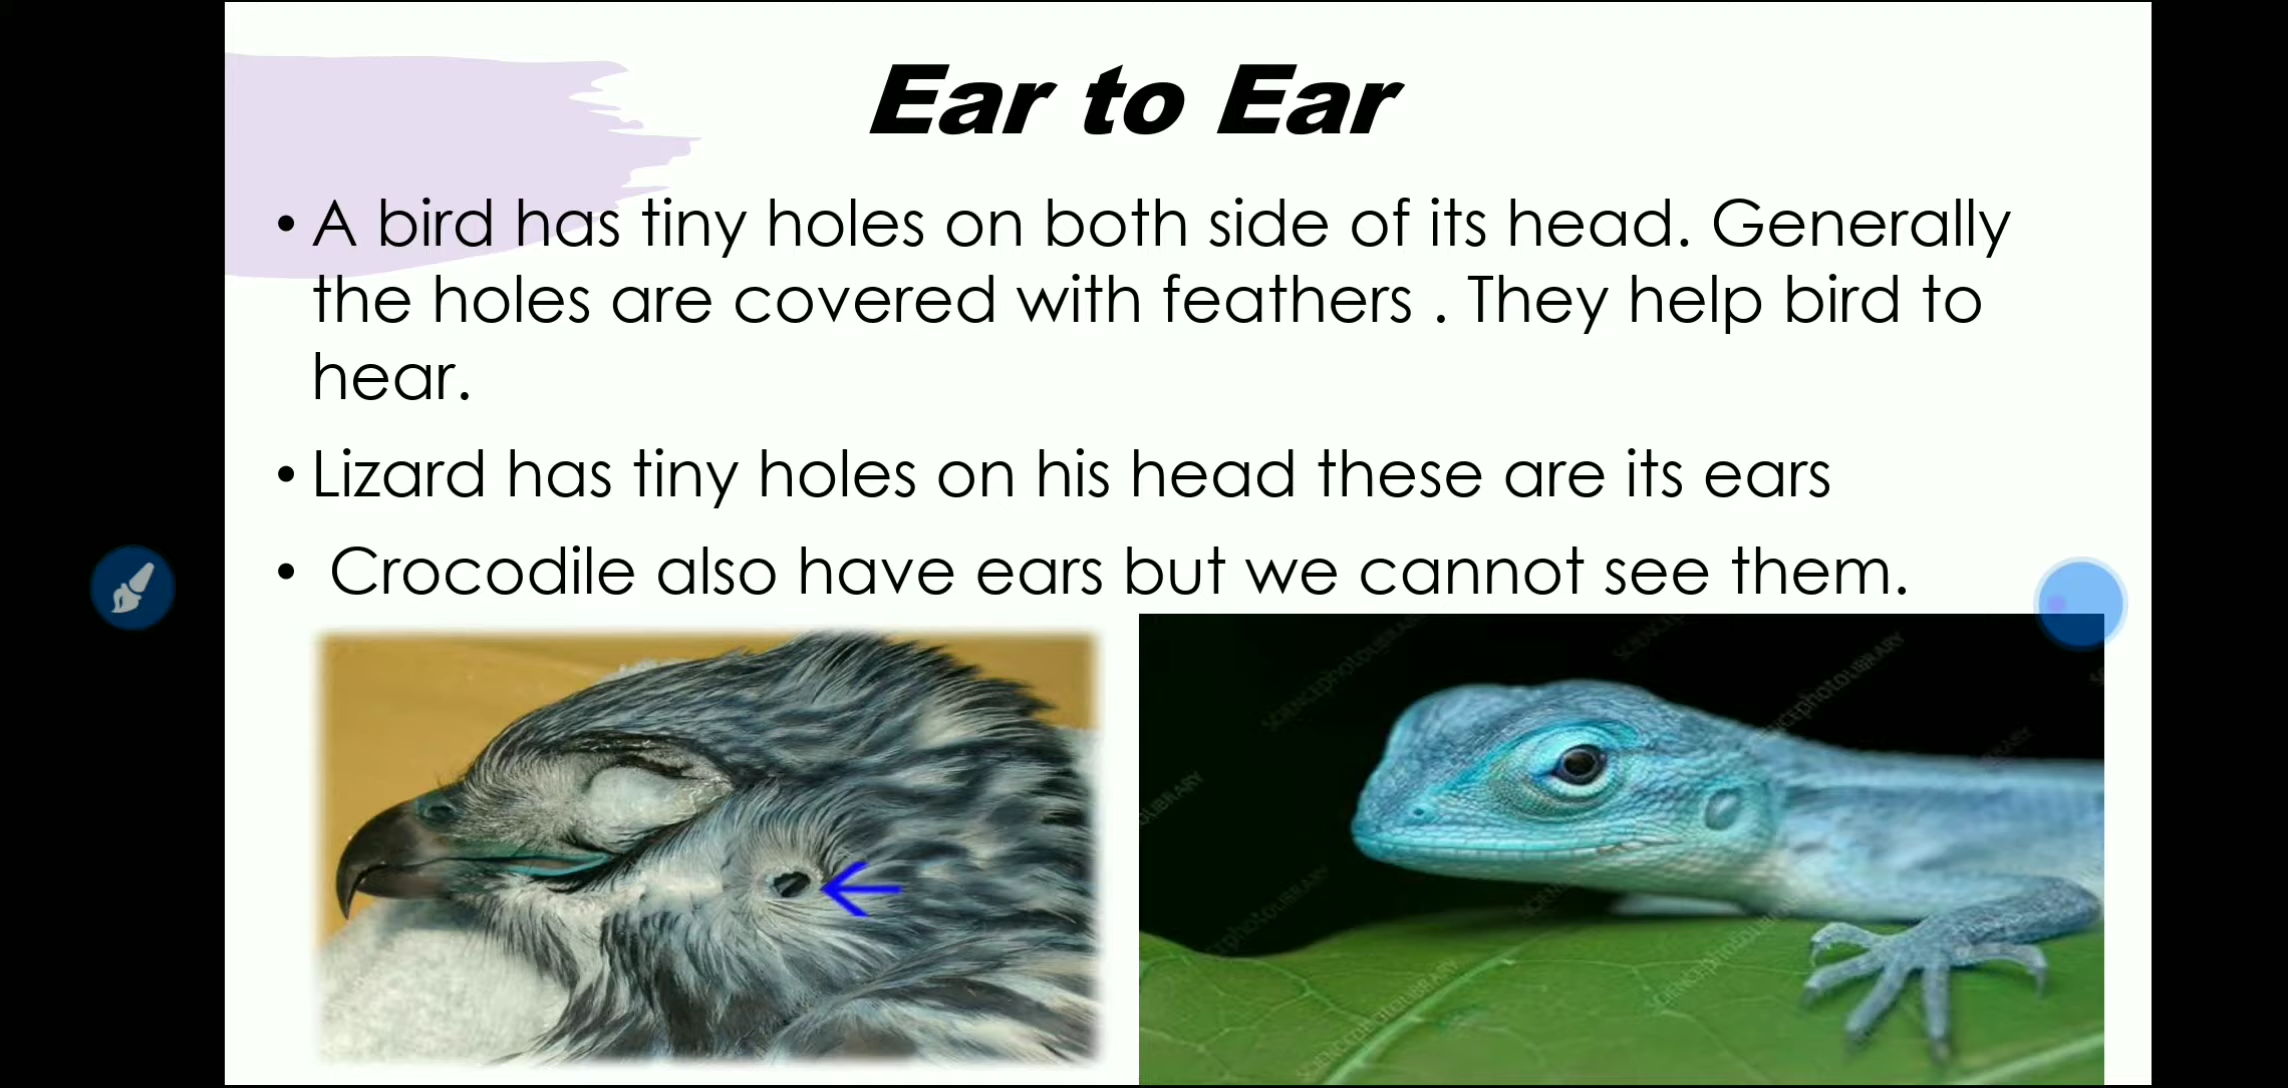 Ear to Ear
• A bird has tiny holes on both side of its head. Generally
the holes are covered with feathers . They help bird to
hear.
• Lizard has tiny holes on his head these are its ears
• Crocodile also have ears but we cannot see them.
SCIENCEphotoLIBRARY